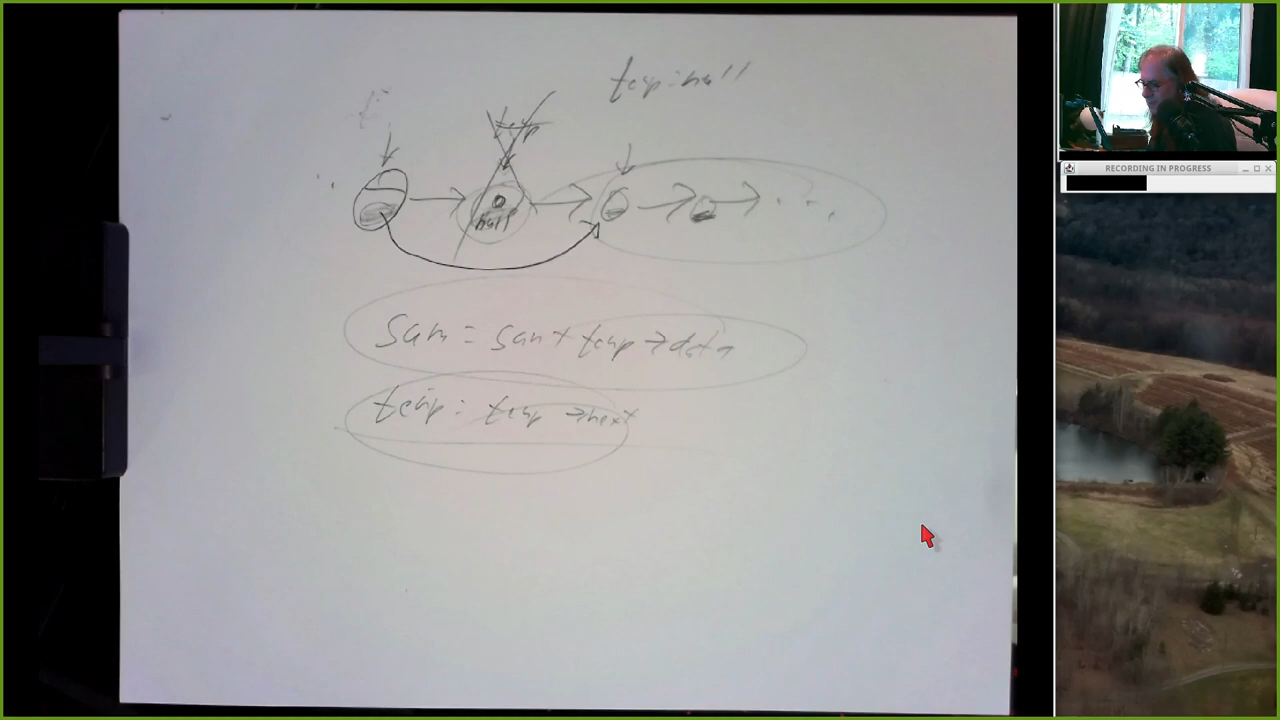 temp = null
temp
null
sum = sum + temp → data
temp = temp → next
RECORDING IN PROGRESS